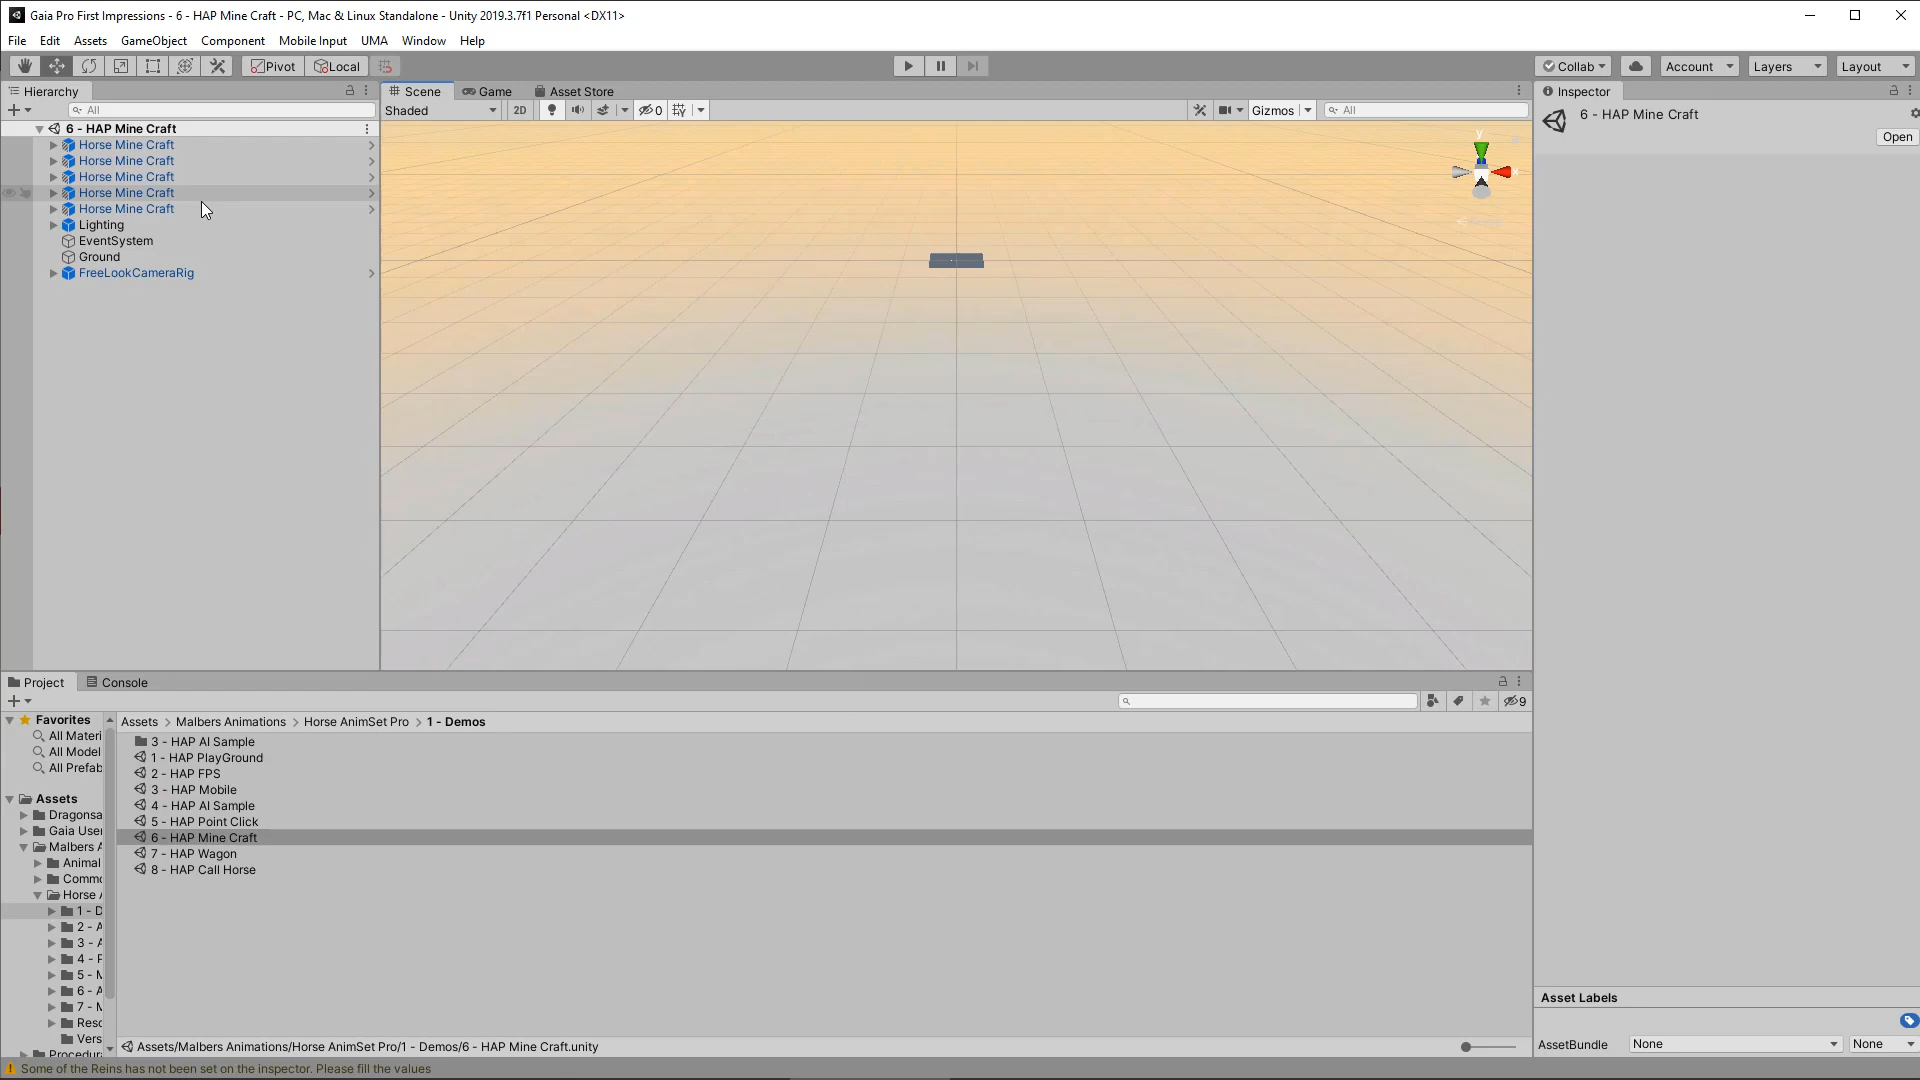 Gaia Pro First Impressions - 6 - HAP Mine Craft - PC, Mac & Linux Standalone - Unity 2019.3.7f1 Personal <DX11>
File Edit Assets GameObject Component Mobile Input UMA Window Help
Pivot Local Collab Account Layers Layout
Hierarchy
All
6 - HAP Mine Craft
Horse Mine Craft
Horse Mine Craft
Horse Mine Craft
Horse Mine Craft
Horse Mine Craft
Lighting
EventSystem
Ground
FreeLookCameraRig
Scene Game Asset Store
Shaded 2D 0 Gizmos All
y
x
Inspector
6 - HAP Mine Craft
Open
Project Console
9
Favorites
All Materi
All Model
All Prefab
Assets
Dragonsa
Gaia User
Malbers A
Animal
Commo
Horse A
1 - D
2 - A
3 - A
4 - P
5 - M
6 - A
7 - M
Reso
Vers
Procedura
Assets > Malbers Animations > Horse AnimSet Pro > 1 - Demos
3 - HAP AI Sample
1 - HAP PlayGround
2 - HAP FPS
3 - HAP Mobile
4 - HAP AI Sample
5 - HAP Point Click
6 - HAP Mine Craft
7 - HAP Wagon
8 - HAP Call Horse
Assets/Malbers Animations/Horse AnimSet Pro/1 - Demos/6 - HAP Mine Craft.unity
Asset Labels
AssetBundle None None
Some of the Reins has not been set on the inspector. Please fill the values